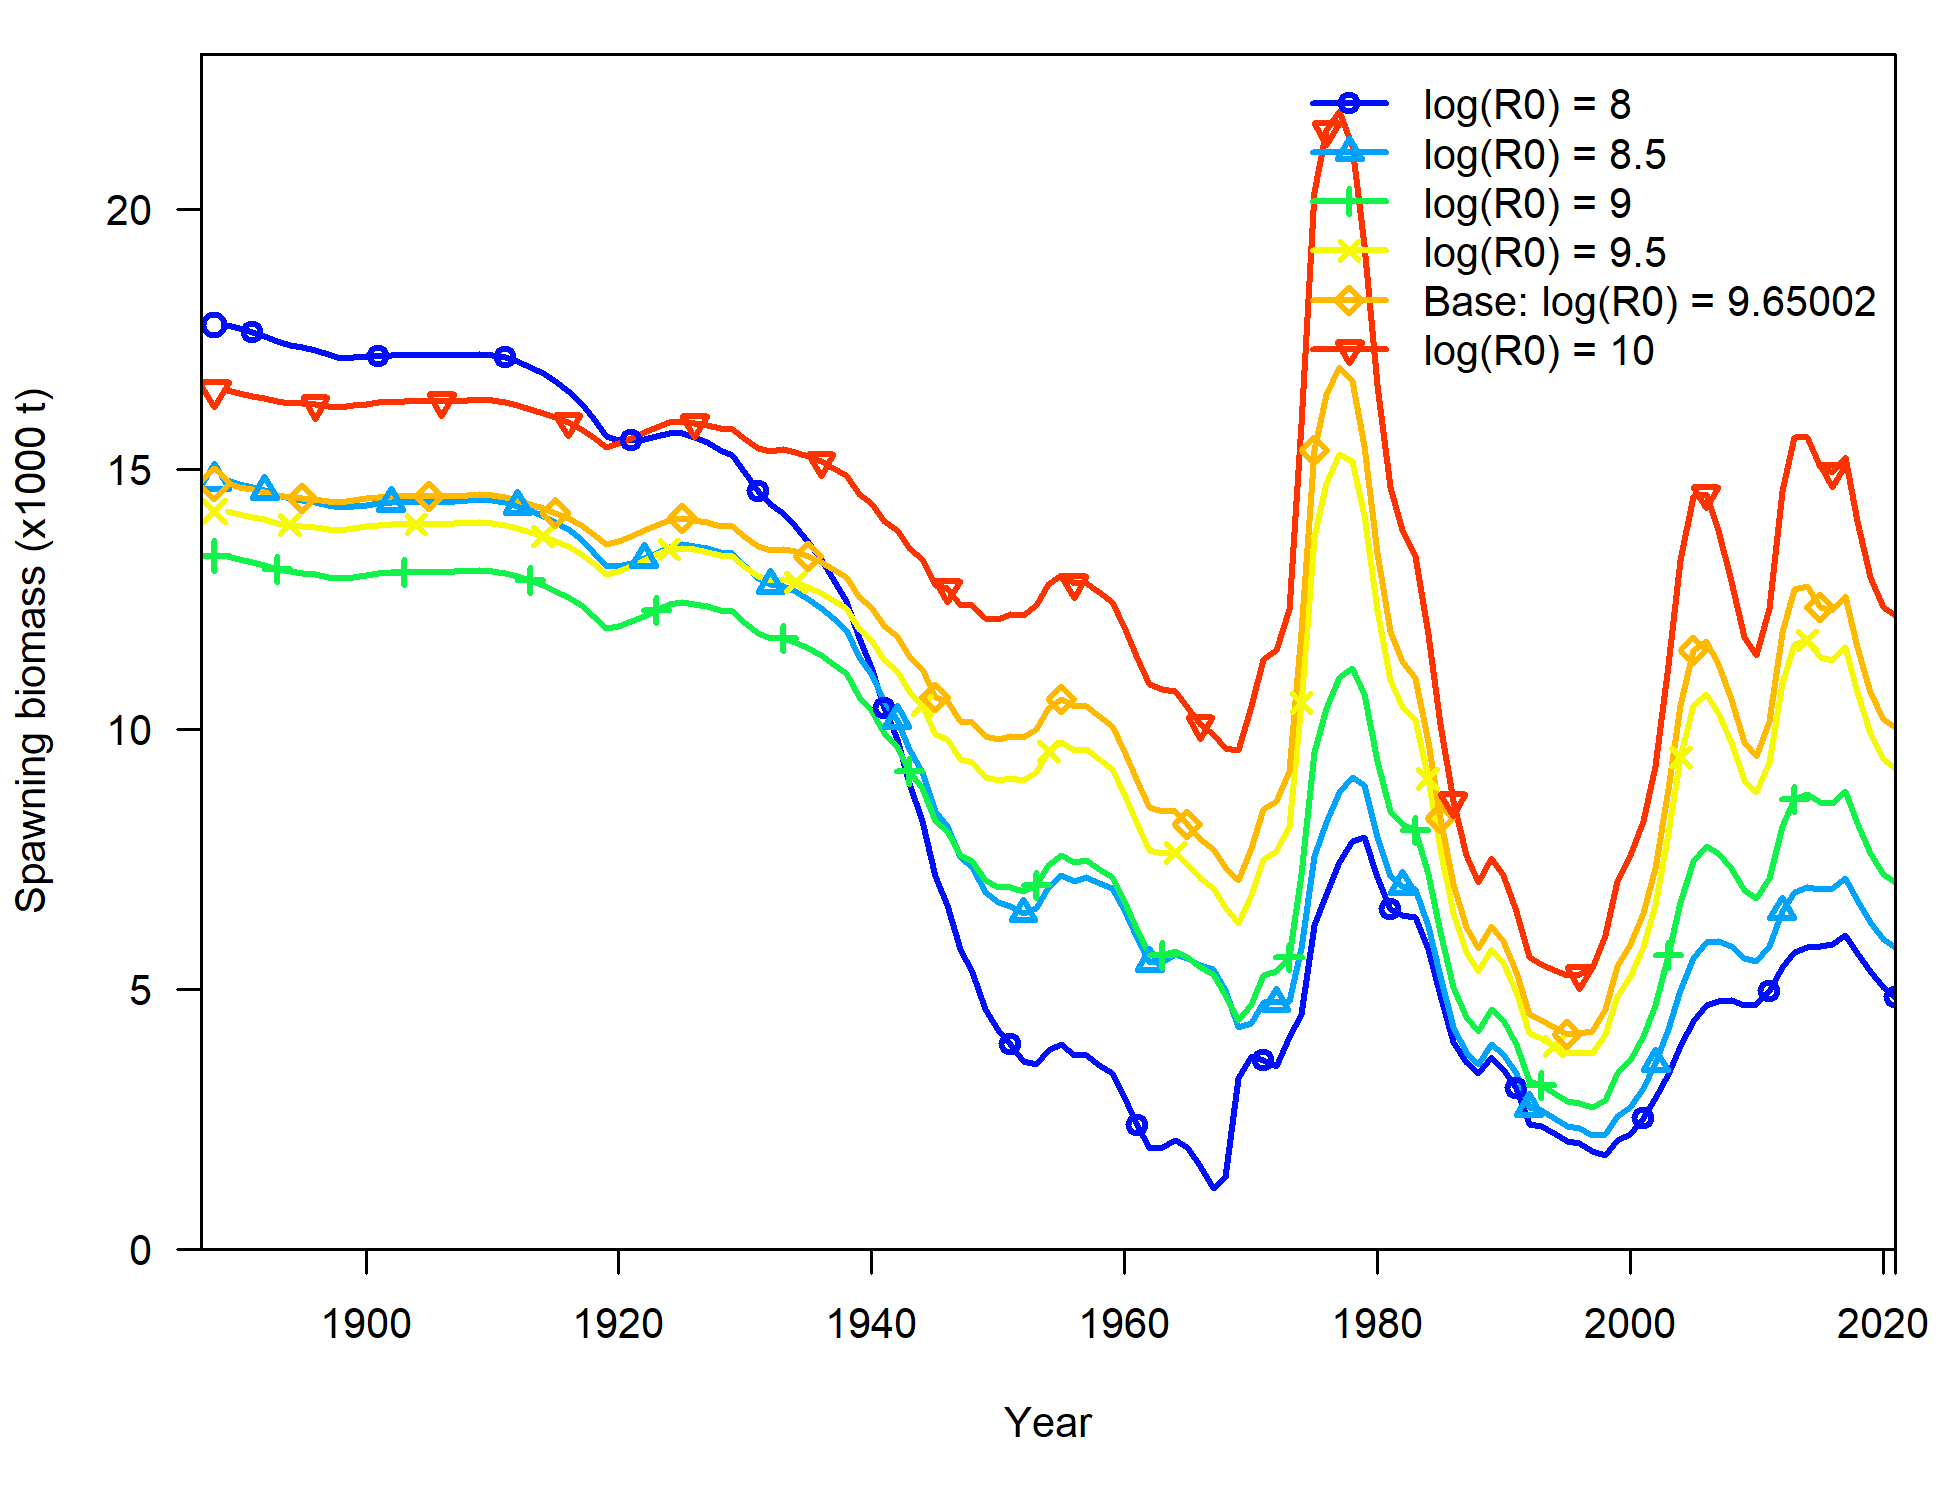 log(R0) = 8
log(R0) = 8.5
log(R0) = 9
log(R0) = 9.5
Base: log(R0) = 9.65002
log(R0) = 10
Spawning biomass (x1000 t)
20
15
10
5
0
1900 1920 1940 1960 1980 2000 2020
Year